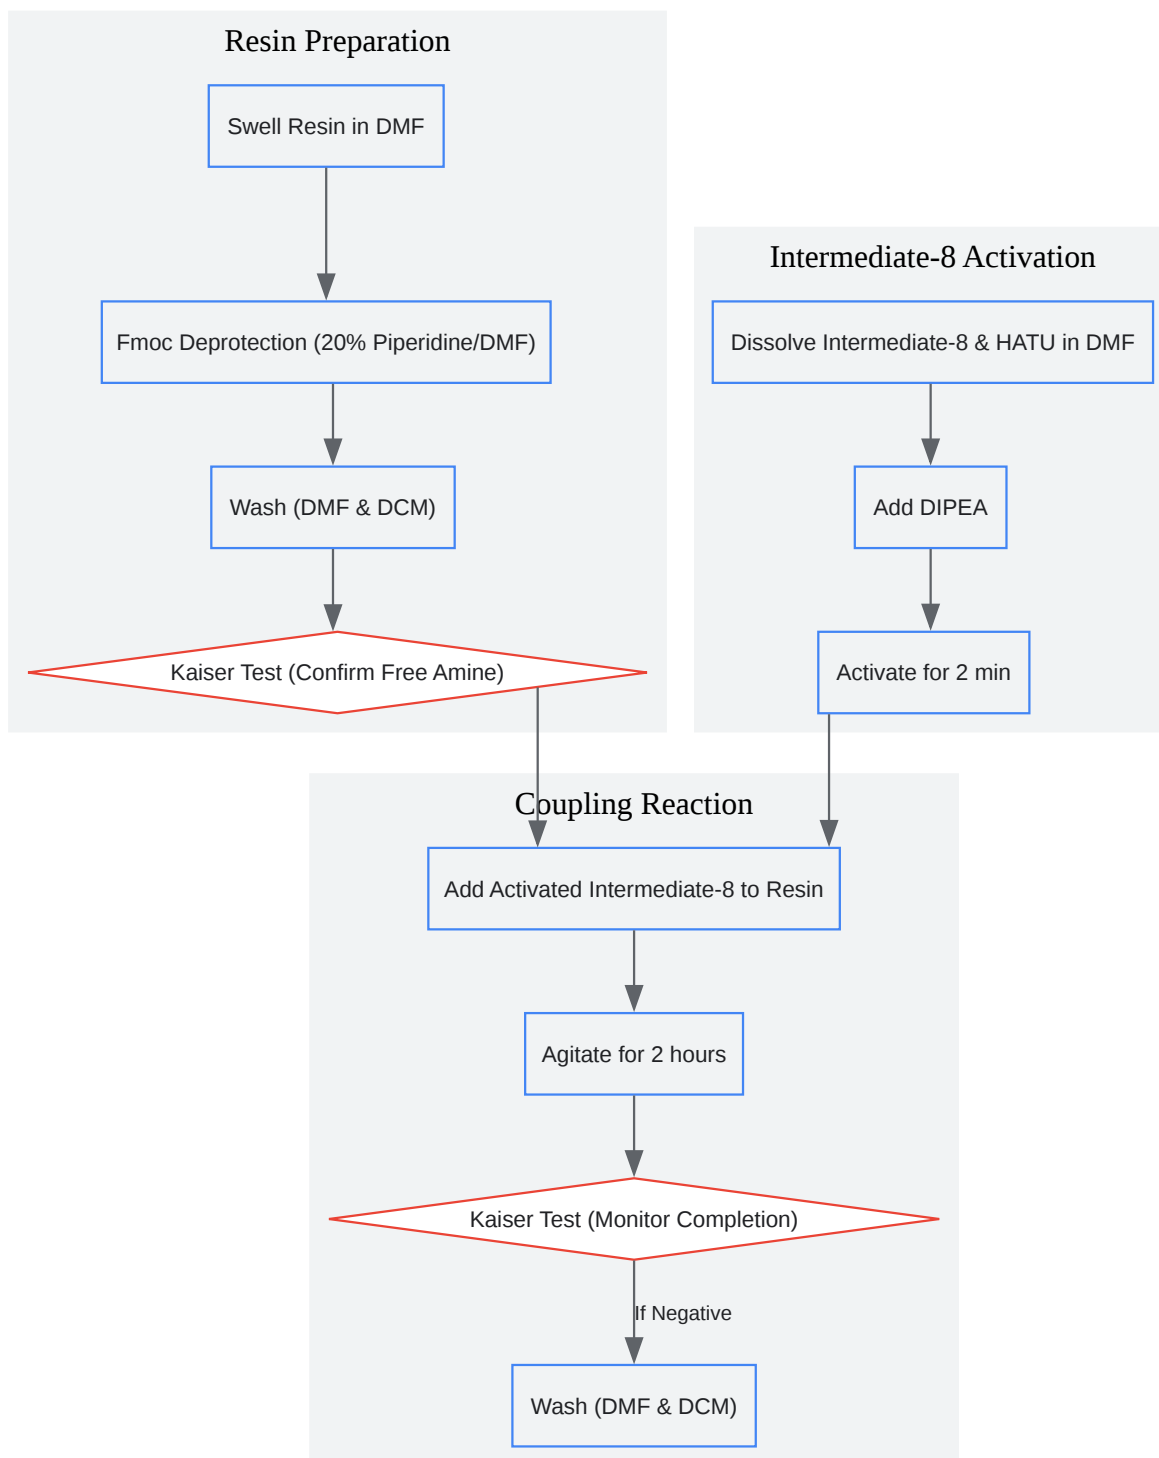 Resin Preparation
Swell Resin in DMF
Fmoc Deprotection (20% Piperidine/DMF)
Wash (DMF & DCM)
Kaiser Test (Confirm Free Amine)
Intermediate-8 Activation
Dissolve Intermediate-8 & HATU in DMF
Add DIPEA
Activate for 2 min
Coupling Reaction
Add Activated Intermediate-8 to Resin
Agitate for 2 hours
Kaiser Test (Monitor Completion)
If Negative
Wash (DMF & DCM)